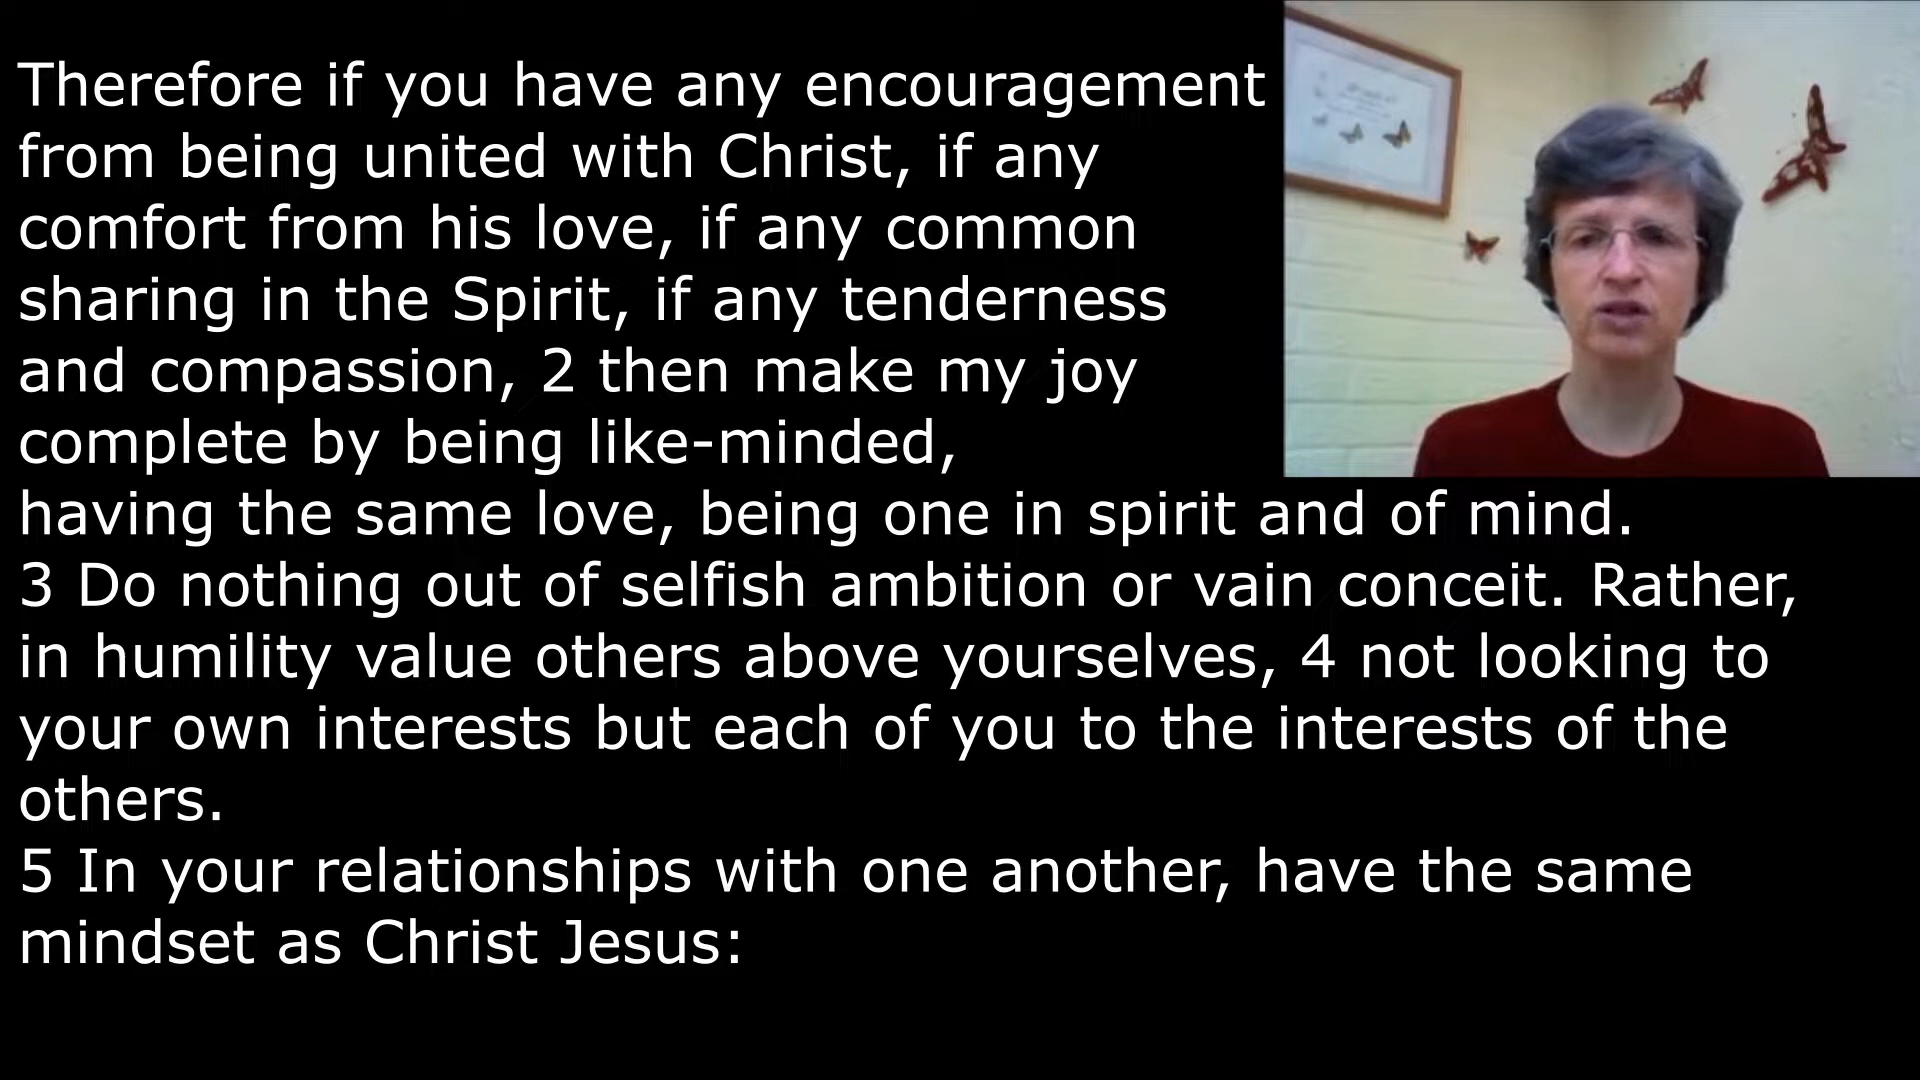 Therefore if you have any encouragement
from being united with Christ, if any
comfort from his love, if any common
sharing in the Spirit, if any tenderness
and compassion, 2 then make my joy
complete by being like-minded,
having the same love, being one in spirit and of mind.
3 Do nothing out of selfish ambition or vain conceit. Rather,
in humility value others above yourselves, 4 not looking to
your own interests but each of you to the interests of the
others.
5 In your relationships with one another, have the same
mindset as Christ Jesus: